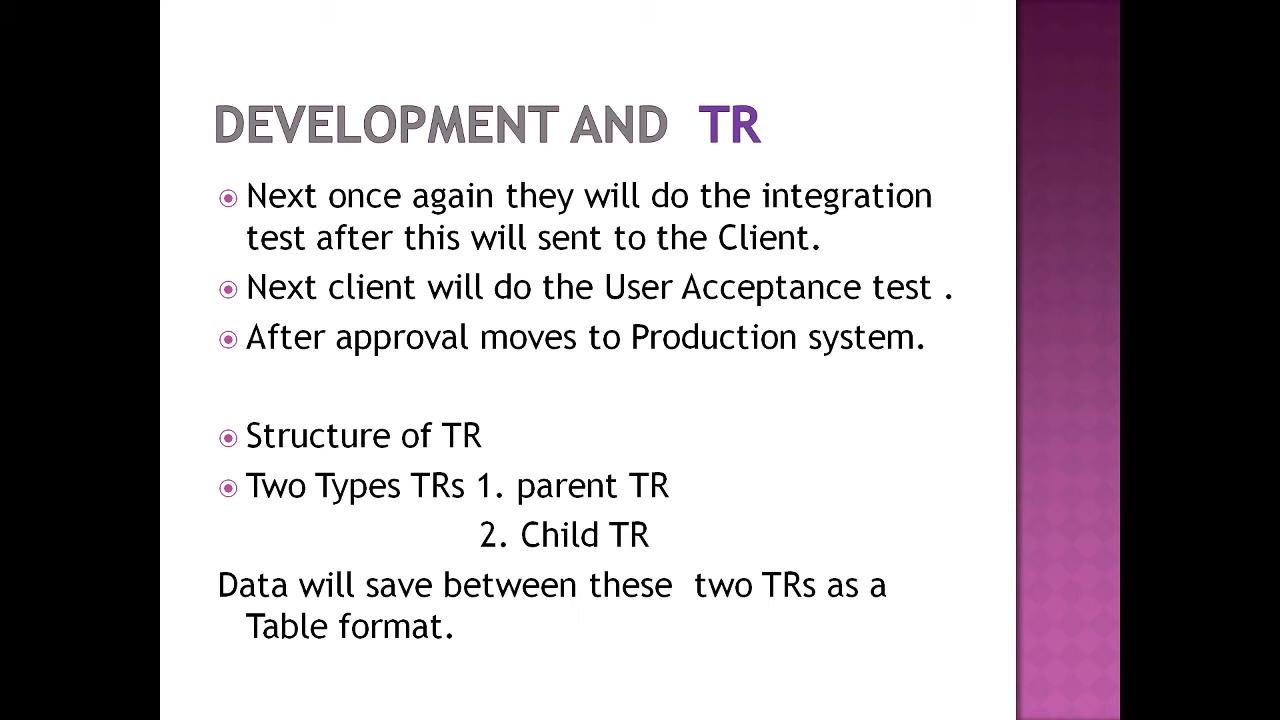 DEVELOPMENT AND TR
Next once again they will do the integration
test after this will sent to the Client.
Next client will do the User Acceptance test .
After approval moves to Production system.
Structure of TR
Two Types TRs 1. parent TR
2. Child TR
Data will save between these two TRs as a
Table format.